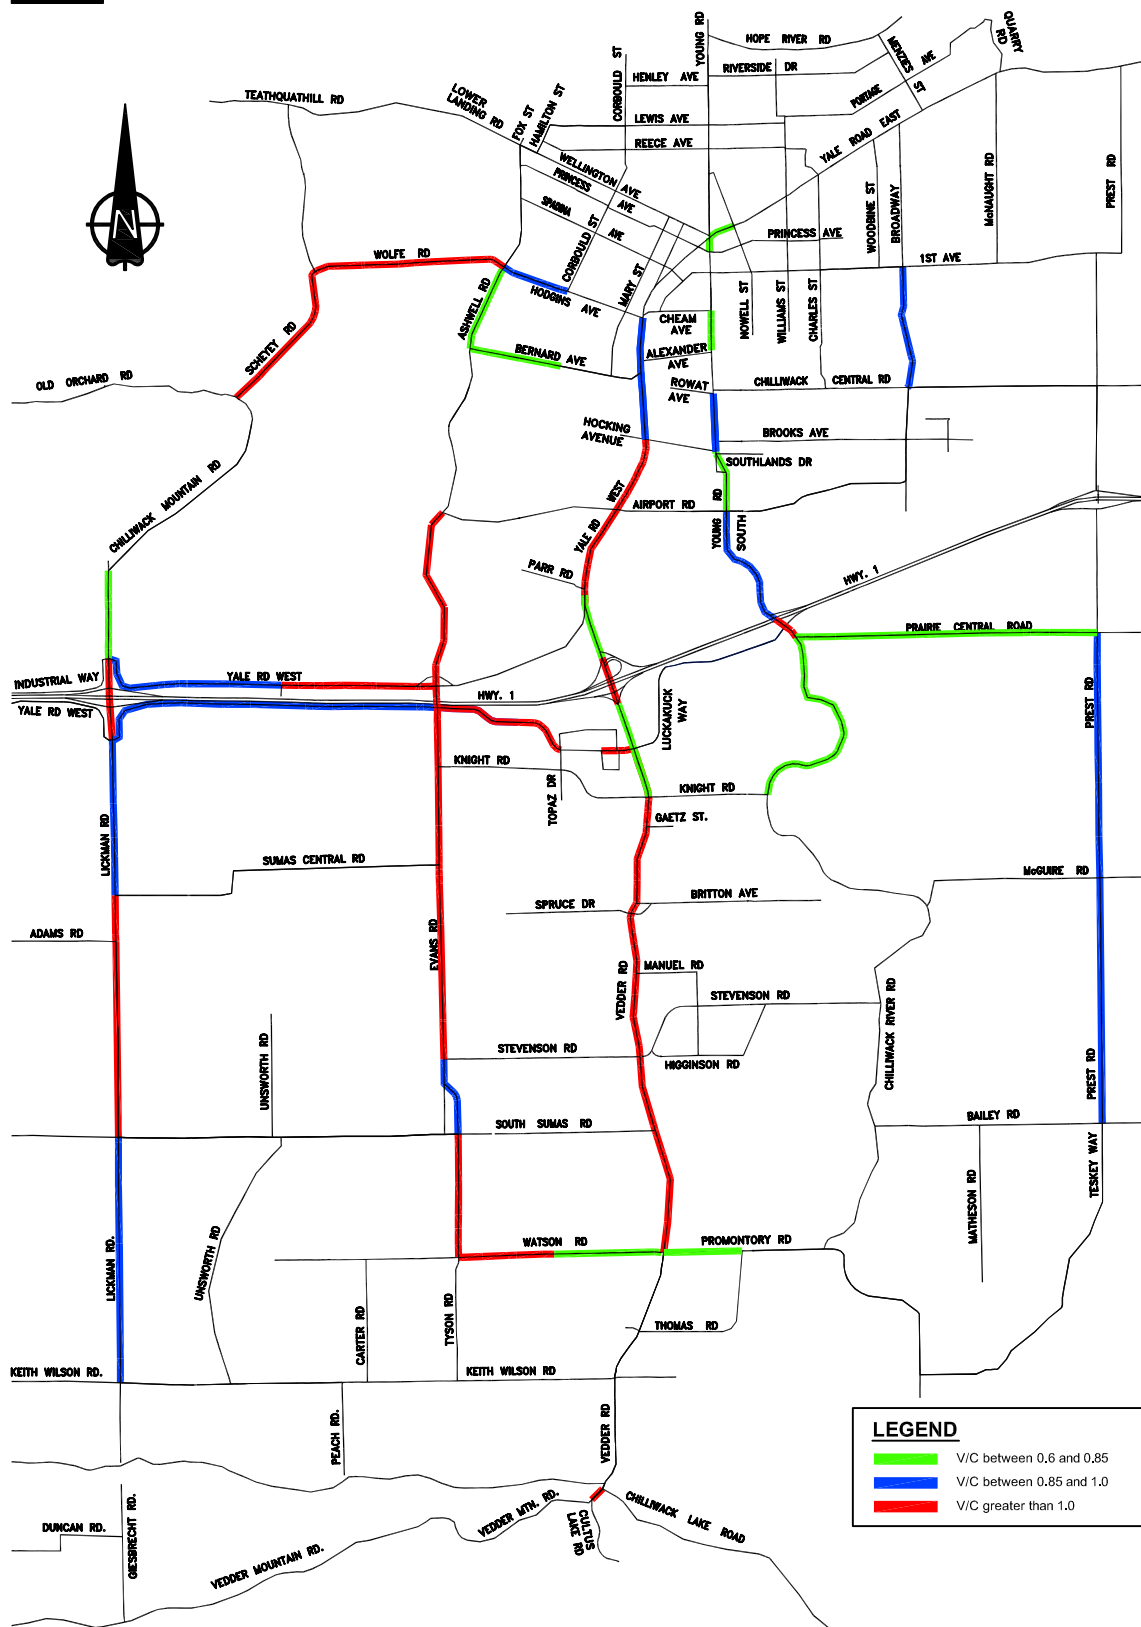 YOUNG RD
HOPE RIVER RD
QUARRY RD
MENZIES ST
CORBOULD ST
HENLEY AVE
RIVERSIDE DR
PORTAGE AVE
TEATHQUATHILL RD
LOWER
LANDING RD
FOX ST
HAMILTON ST
LEWIS AVE
REECE AVE
YALE ROAD EAST
WELLINGTON AVE
PRINCESS AVE
SPADINA AVE
CORBOULD ST
MARY ST
PRINCESS AVE
WOODBINE ST
BROADWAY
McNAUGHT RD
PREST RD
WOLFE RD
1ST AVE
ASHWELL RD
HODGINS AVE
NOWELL ST
WILLIAMS ST
CHARLES ST
SCHEYEY RD
CHEAM
AVE
BERNARD AVE
ALEXANDER
AVE
OLD ORCHARD RD
ROWAT
AVE
CHILLIWACK CENTRAL RD
HOCKING
AVENUE
BROOKS AVE
SOUTHLANDS DR
CHILLIWACK MOUNTAIN RD
YALE RD WEST
AIRPORT RD
YOUNG RD
SOUTH
PARR RD
HWY. 1
PRAIRIE CENTRAL ROAD
INDUSTRIAL WAY
YALE RD WEST
HWY. 1
YALE RD WEST
LUCKAKUCK
WAY
PREST RD
KNIGHT RD
TOPAZ DR
KNIGHT RD
GAETZ ST.
LICKMAN RD
SUMAS CENTRAL RD
McGUIRE RD
SPRUCE DR
BRITTON AVE
ADAMS RD
EVANS RD
VEDDER RD
MANUEL RD
STEVENSON RD
CHILLIWACK RIVER RD
UNSWORTH RD
STEVENSON RD
HIGGINSON RD
PREST RD
SOUTH SUMAS RD
BAILEY RD
TESKEY WAY
MATHESON RD
LICKMAN RD.
UNSWORTH RD
WATSON RD
PROMONTORY RD
CARTER RD
TYSON RD
THOMAS RD
KEITH WILSON RD.
KEITH WILSON RD
PEACH RD.
VEDDER RD
LEGEND
V/C between 0.6 and 0.85
V/C between 0.85 and 1.0
V/C greater than 1.0
GIESBRECHT RD.
DUNCAN RD.
VEDDER MTN. RD.
CULTUS
LAKE RD
CHILLIWACK LAKE ROAD
VEDDER MOUNTAIN RD.
N